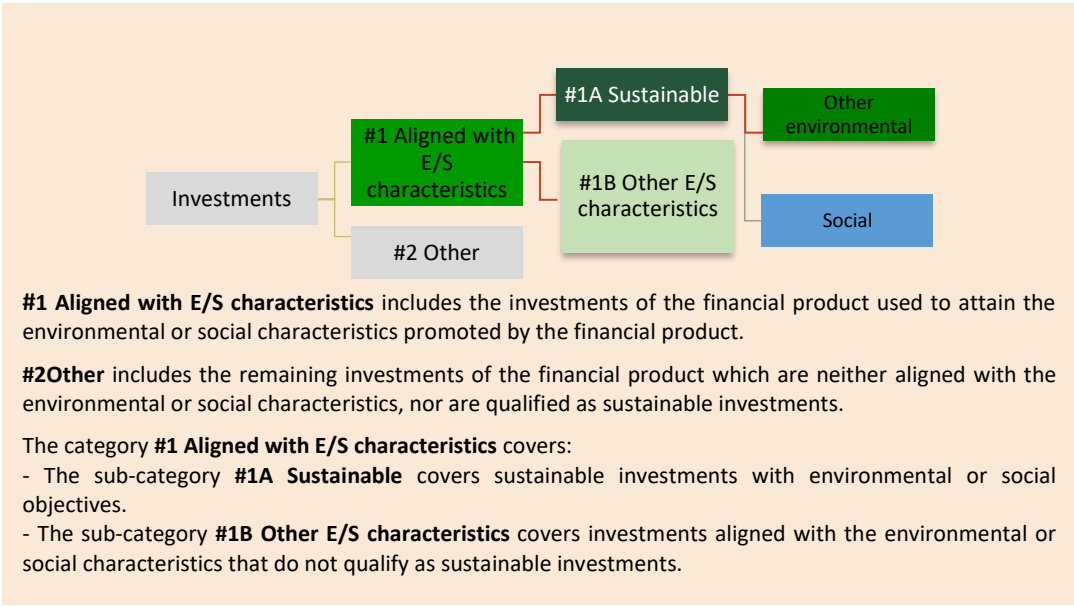 #1A Sustainable
Other
environmental
#1 Aligned with
E/S
characteristics
#1B Other E/S
characteristics
Investments
Social
#2 Other
#1 Aligned with E/S characteristics includes the investments of the financial product used to attain the
environmental or social characteristics promoted by the financial product.
#2Other includes the remaining investments of the financial product which are neither aligned with the
environmental or social characteristics, nor are qualified as sustainable investments.
The category #1 Aligned with E/S characteristics covers:
- The sub-category #1A Sustainable covers sustainable investments with environmental or social
objectives.
- The sub-category #1B Other E/S characteristics covers investments aligned with the environmental or
social characteristics that do not qualify as sustainable investments.